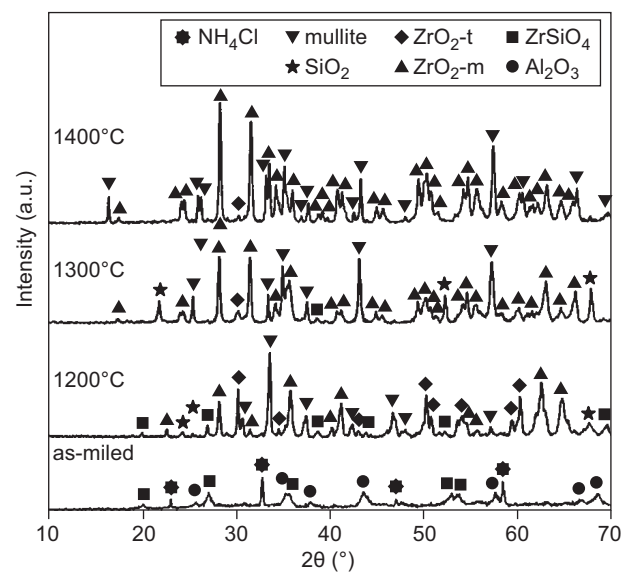 NH₄Cl mullite ZrO₂-t ZrSiO₄
SiO₂ ZrO₂-m Al₂O₃
1400°C
1300°C
1200°C
as-miled
Intensity (a.u.)
10 20 30 40 50 60 70
2θ (°)